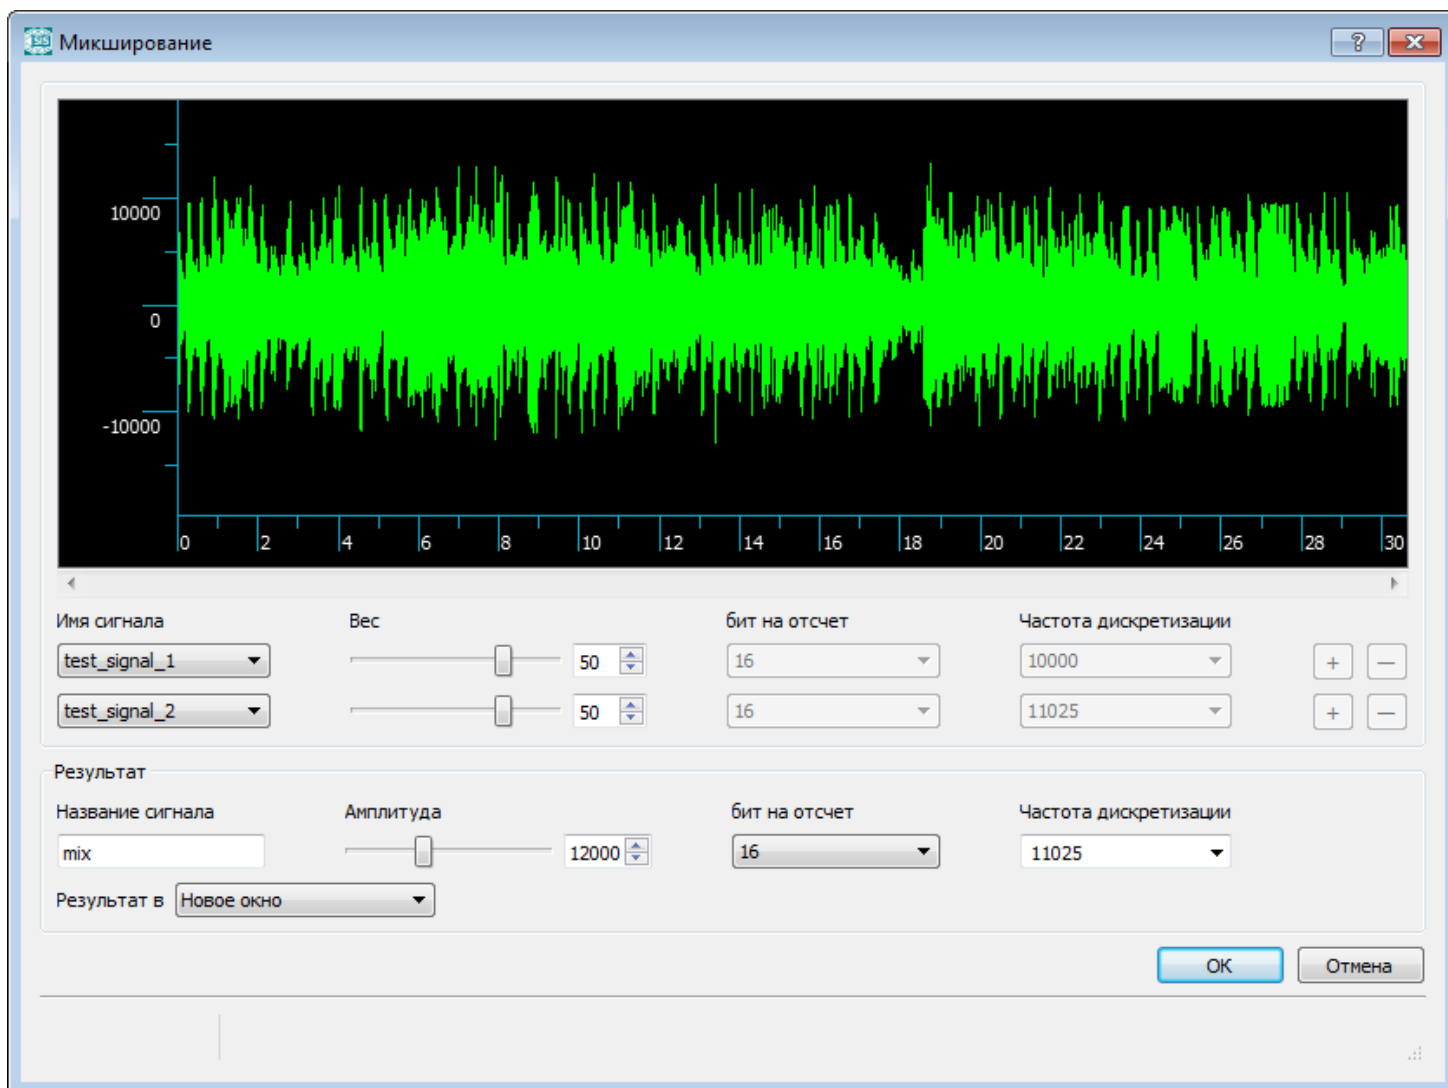 Микширование
10000
0
-10000
0 2 4 6 8 10 12 14 16 18 20 22 24 26 28 30
Имя сигнала Вес бит на отсчет Частота дискретизации
test_signal_1 50 16 10000 + —
test_signal_2 50 16 11025 + —
Результат
Название сигнала Амплитуда бит на отсчет Частота дискретизации
mix 12000 16 11025
Результат в Новое окно
OK Отмена